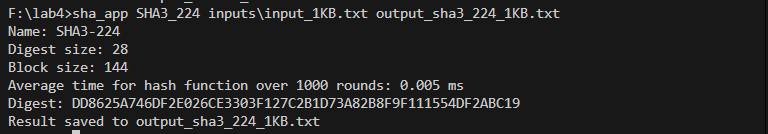 F:\lab4>sha_app SHA3_224 inputs\input_1KB.txt output_sha3_224_1KB.txt
Name: SHA3-224
Digest size: 28
Block size: 144
Average time for hash function over 1000 rounds: 0.005 ms
Digest: DD8625A746DF2E026CE3303F127C2B1D73A82B8F9F111554DF2ABC19
Result saved to output_sha3_224_1KB.txt